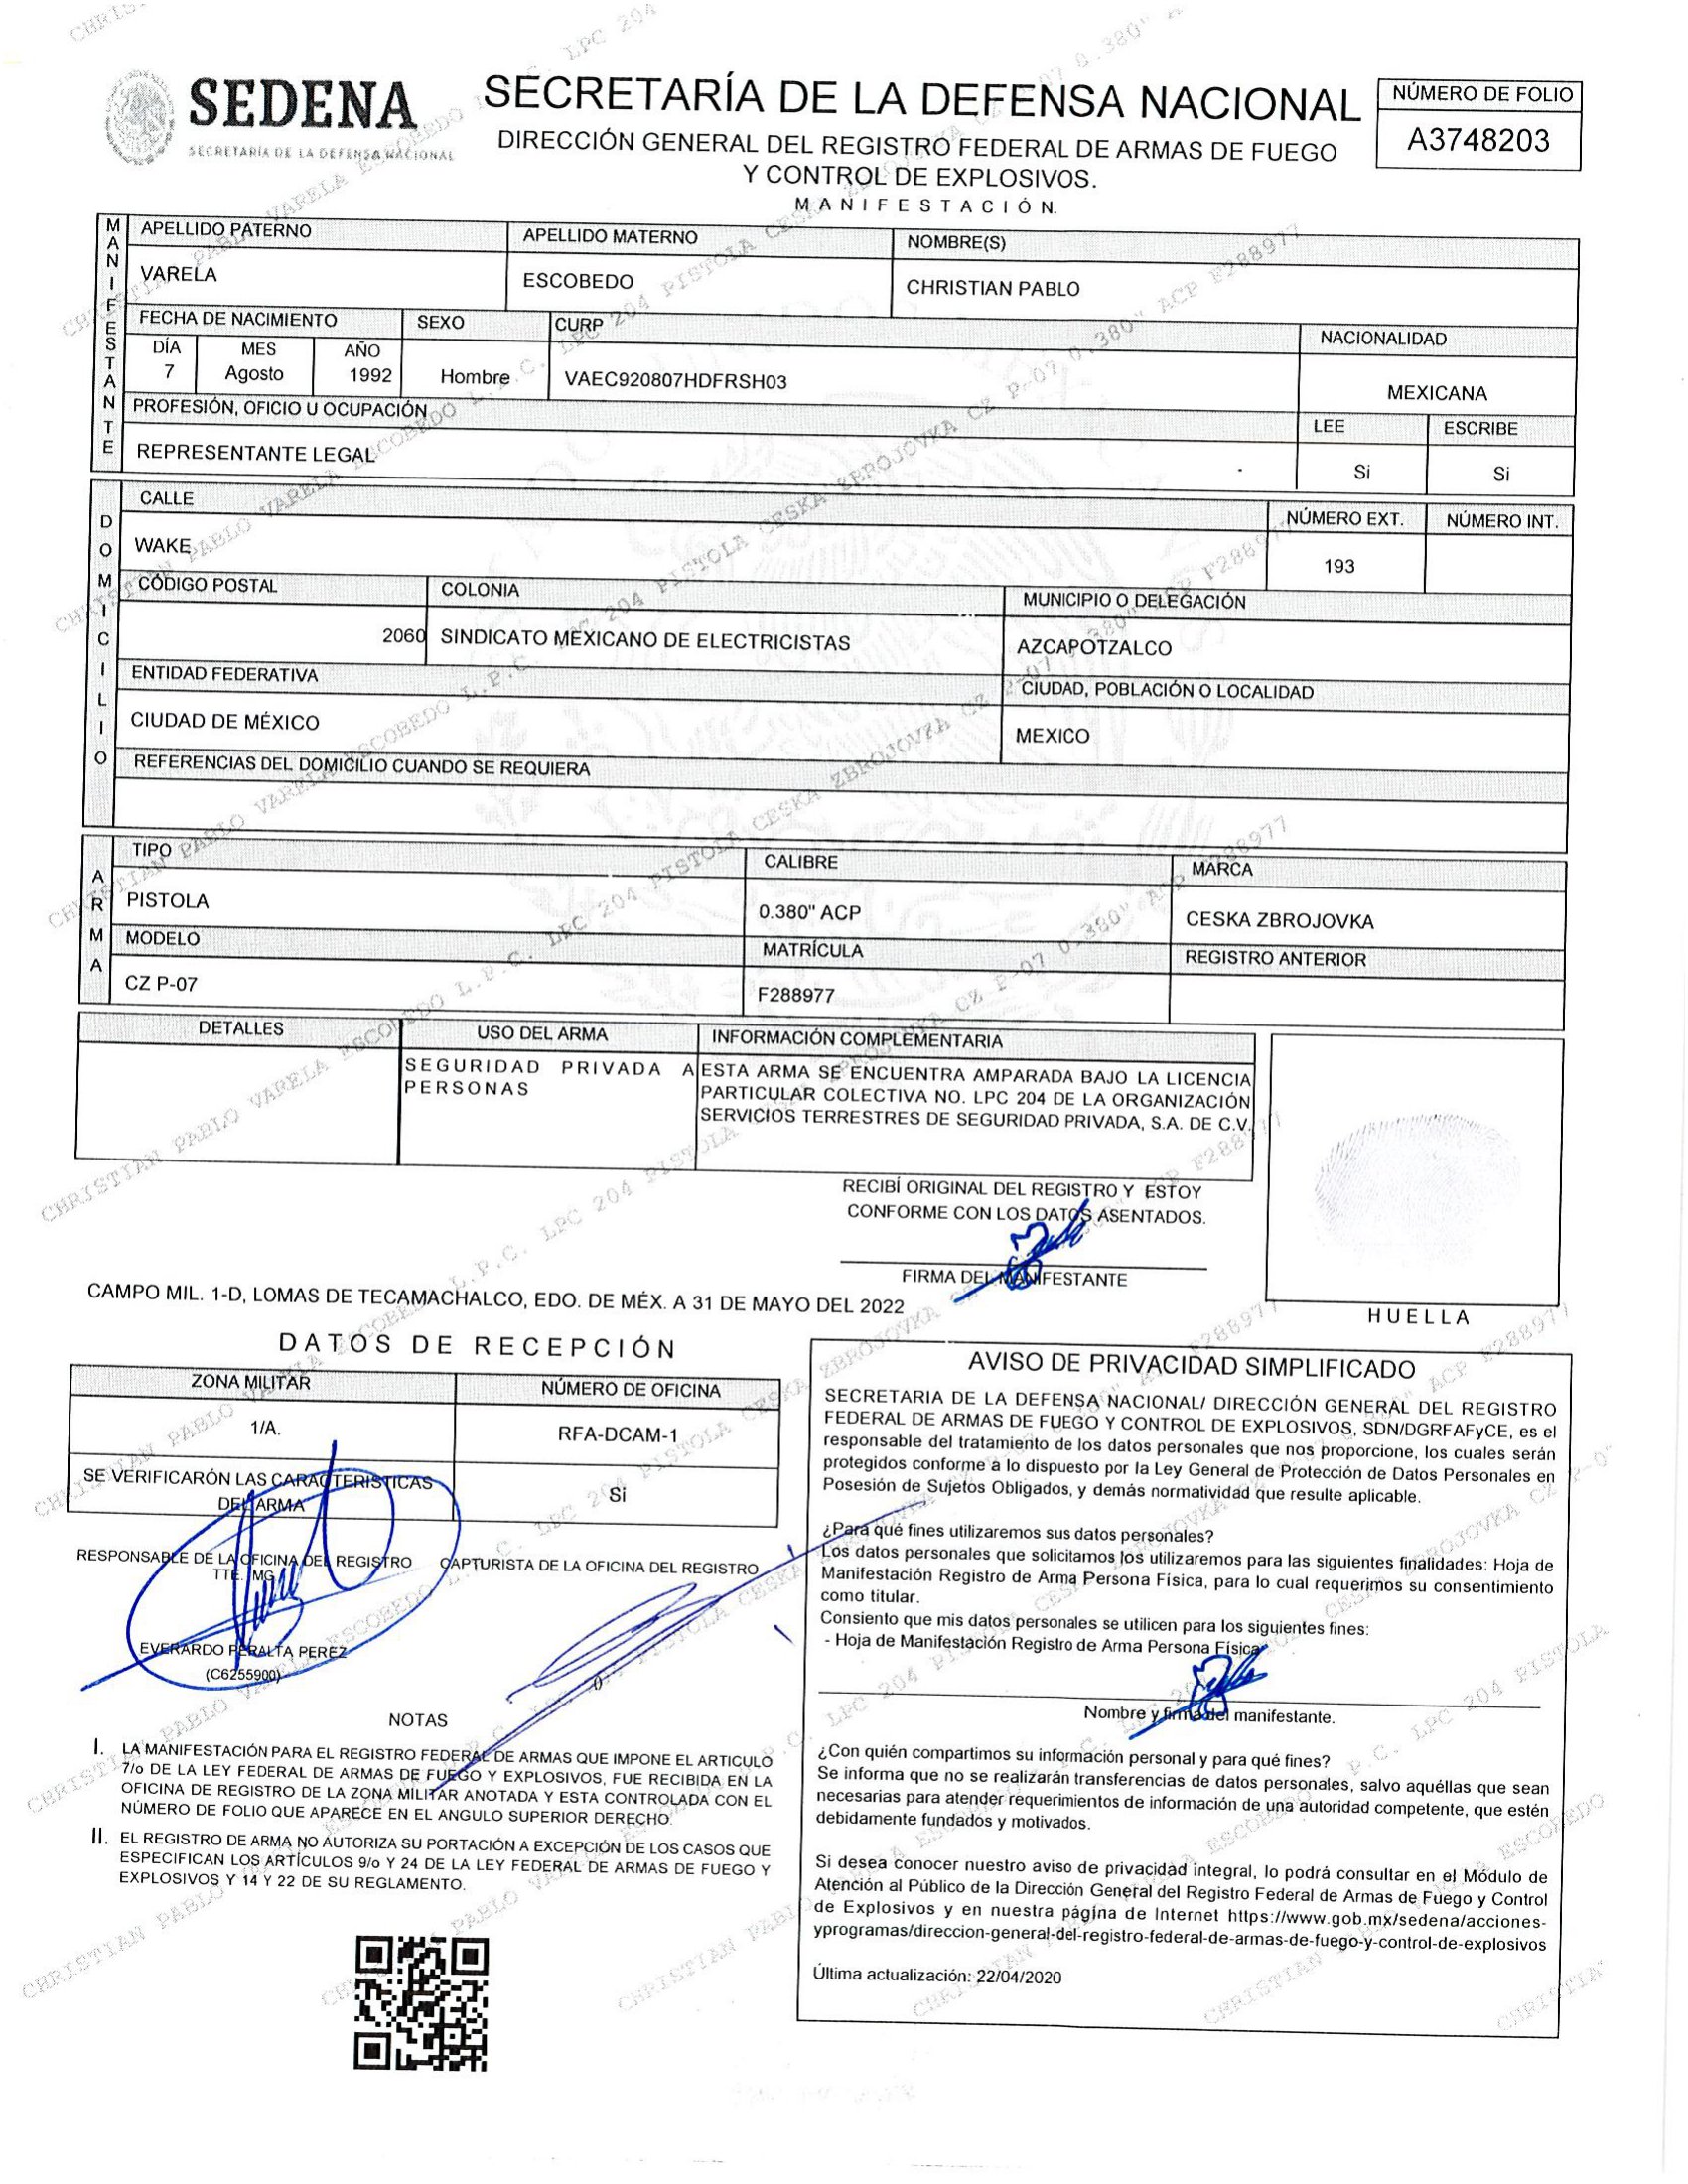 SEDENA
SECRETARÍA DE LA DEFENSA NACIONAL
SECRETARÍA DE LA DEFENSA NACIONAL
DIRECCIÓN GENERAL DEL REGISTRO FEDERAL DE ARMAS DE FUEGO
Y CONTROL DE EXPLOSIVOS.
MANIFESTACIÓN.
NÚMERO DE FOLIO
A3748203
MANIFESTANTE
APELLIDO PATERNO APELLIDO MATERNO NOMBRE(S)
VARELA ESCOBEDO CHRISTIAN PABLO
FECHA DE NACIMIENTO SEXO CURP NACIONALIDAD
DÍA MES AÑO
7 Agosto 1992 Hombre VAEC920807HDFRSH03 MEXICANA
PROFESIÓN, OFICIO U OCUPACIÓN LEE ESCRIBE
REPRESENTANTE LEGAL Si Si
DOMICILIO
CALLE NÚMERO EXT. NÚMERO INT.
WAKE 193
CÓDIGO POSTAL COLONIA MUNICIPIO O DELEGACIÓN
2060 SINDICATO MEXICANO DE ELECTRICISTAS AZCAPOTZALCO
ENTIDAD FEDERATIVA CIUDAD, POBLACIÓN O LOCALIDAD
CIUDAD DE MÉXICO MEXICO
REFERENCIAS DEL DOMICILIO CUANDO SE REQUIERA
ARMA
TIPO CALIBRE MARCA
PISTOLA 0.380" ACP CESKA ZBROJOVKA
MODELO MATRÍCULA REGISTRO ANTERIOR
CZ P-07 F288977
DETALLES USO DEL ARMA INFORMACIÓN COMPLEMENTARIA
SEGURIDAD PRIVADA A
PERSONAS
ESTA ARMA SE ENCUENTRA AMPARADA BAJO LA LICENCIA
PARTICULAR COLECTIVA NO. LPC 204 DE LA ORGANIZACIÓN
SERVICIOS TERRESTRES DE SEGURIDAD PRIVADA, S.A. DE C.V.
RECIBÍ ORIGINAL DEL REGISTRO Y ESTOY
CONFORME CON LOS DATOS ASENTADOS.
FIRMA DEL MANIFESTANTE
HUELLA
CAMPO MIL. 1-D, LOMAS DE TECAMACHALCO, EDO. DE MÉX. A 31 DE MAYO DEL 2022
DATOS DE RECEPCIÓN
ZONA MILITAR NÚMERO DE OFICINA
1/A. RFA-DCAM-1
SE VERIFICARÓN LAS CARACTERISTICAS
DEL ARMA
Si
RESPONSABLE DE LA OFICINA DEL REGISTRO CAPTURISTA DE LA OFICINA DEL REGISTRO
TTE. MG.
EVERARDO PERALTA PEREZ
(C6255900)
NOTAS
I. LA MANIFESTACIÓN PARA EL REGISTRO FEDERAL DE ARMAS QUE IMPONE EL ARTICULO
7/o DE LA LEY FEDERAL DE ARMAS DE FUEGO Y EXPLOSIVOS, FUE RECIBIDA EN LA
OFICINA DE REGISTRO DE LA ZONA MILITAR ANOTADA Y ESTA CONTROLADA CON EL
NÚMERO DE FOLIO QUE APARECE EN EL ANGULO SUPERIOR DERECHO.
II. EL REGISTRO DE ARMA NO AUTORIZA SU PORTACIÓN A EXCEPCIÓN DE LOS CASOS QUE
ESPECIFICAN LOS ARTÍCULOS 9/o Y 24 DE LA LEY FEDERAL DE ARMAS DE FUEGO Y
EXPLOSIVOS Y 14 Y 22 DE SU REGLAMENTO.
AVISO DE PRIVACIDAD SIMPLIFICADO
SECRETARIA DE LA DEFENSA NACIONAL/ DIRECCIÓN GENERAL DEL REGISTRO
FEDERAL DE ARMAS DE FUEGO Y CONTROL DE EXPLOSIVOS, SDN/DGRFAFyCE, es el
responsable del tratamiento de los datos personales que nos proporcione, los cuales serán
protegidos conforme a lo dispuesto por la Ley General de Protección de Datos Personales en
Posesión de Sujetos Obligados, y demás normatividad que resulte aplicable.
¿Para qué fines utilizaremos sus datos personales?
Los datos personales que solicitamos los utilizaremos para las siguientes finalidades: Hoja de
Manifestación Registro de Arma Persona Física, para lo cual requerimos su consentimiento
como titular.
Consiento que mis datos personales se utilicen para los siguientes fines:
- Hoja de Manifestación Registro de Arma Persona Física
Nombre y firma del manifestante.
¿Con quién compartimos su información personal y para qué fines?
Se informa que no se realizarán transferencias de datos personales, salvo aquéllas que sean
necesarias para atender requerimientos de información de una autoridad competente, que estén
debidamente fundados y motivados.
Si desea conocer nuestro aviso de privacidad integral, lo podrá consultar en el Módulo de
Atención al Público de la Dirección General del Registro Federal de Armas de Fuego y Control
de Explosivos y en nuestra página de Internet https://www.gob.mx/sedena/acciones-
yprogramas/direccion-general-del-registro-federal-de-armas-de-fuego-y-control-de-explosivos
Última actualización: 22/04/2020
CHRISTIAN PABLO VARELA ESCOBEDO L.P.C. LPC 204 PISTOLA CESKA ZBROJOVKA CZ P-07 0.380" ACP F288977